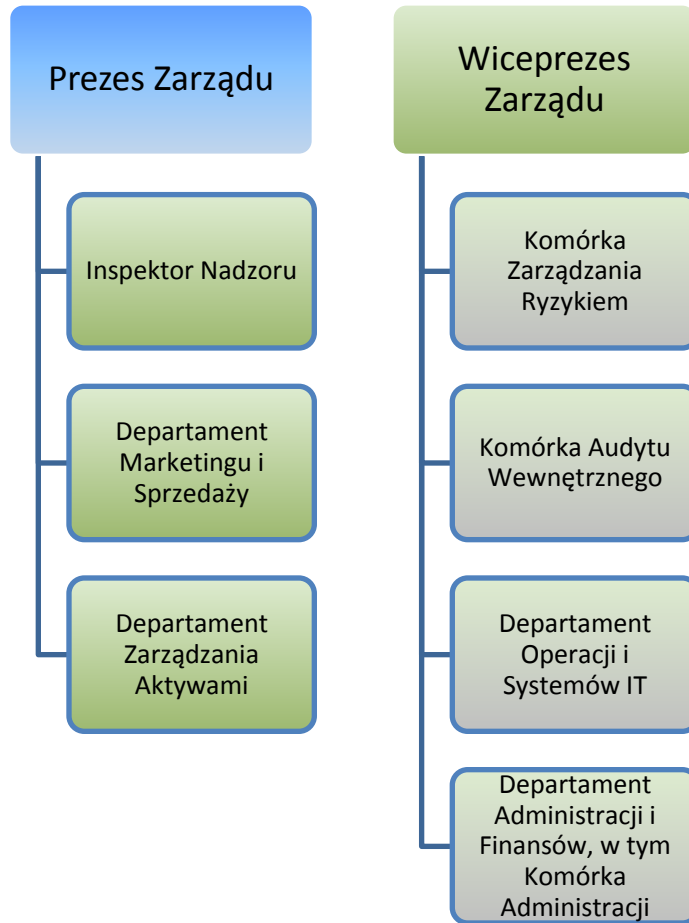 Prezes Zarządu
Inspektor Nadzoru
Departament
Marketingu i
Sprzedaży
Departament
Zarządzania
Aktywami
Wiceprezes
Zarządu
Komórka
Zarządzania
Ryzykiem
Komórka Audytu
Wewnętrznego
Departament
Operacji i
Systemów IT
Departament
Administracji i
Finansów, w tym
Komórka
Administracji